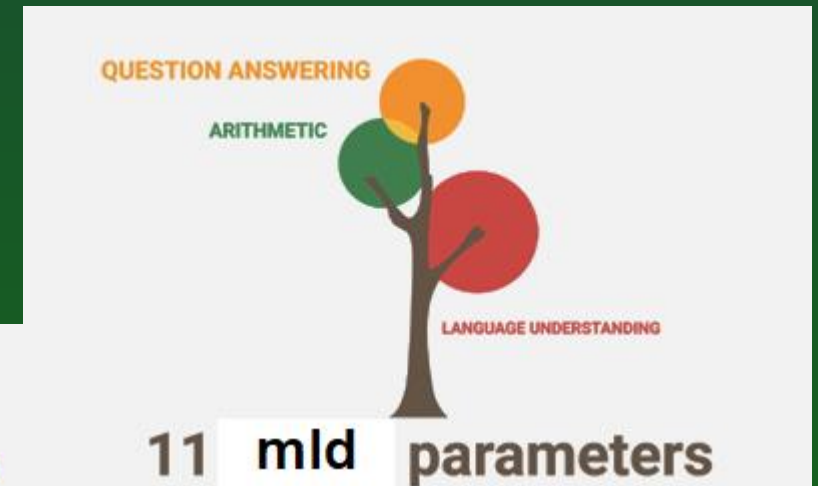 QUESTION ANSWERING
ARITHMETIC
LANGUAGE UNDERSTANDING
11 mld parameters